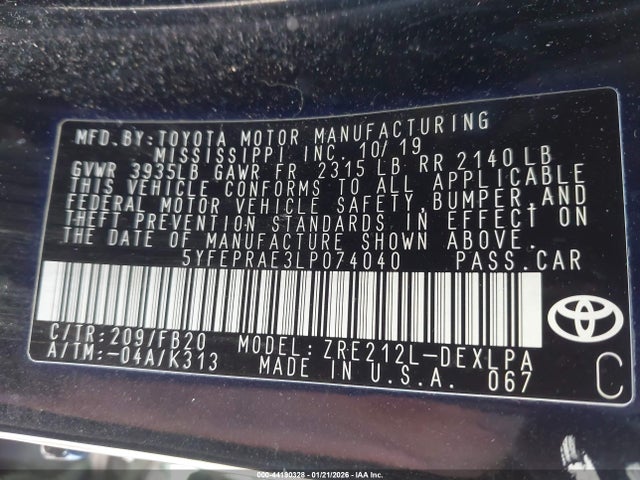 MFD. BY: TOYOTA MOTOR MANUFACTURING
MISSISSIPPI INC. 10/19
GVWR 3935LB GAWR FR 2315 LB RR 2140 LB
THIS VEHICLE CONFORMS TO ALL APPLICABLE
FEDERAL MOTOR VEHICLE SAFETY, BUMPER, AND
THEFT PREVENTION STANDARDS IN EFFECT ON
THE DATE OF MANUFACTURE SHOWN ABOVE.
5YFEPRAE3LP074040 PASS. CAR
C/TR: 209/FB20 MODEL: ZRE212L-DEXLPA
A/TM: -04A/K313 MADE IN U.S.A. 067
C
TOYOTA
000-44190328 - 01/21/2026 - IAA Inc.